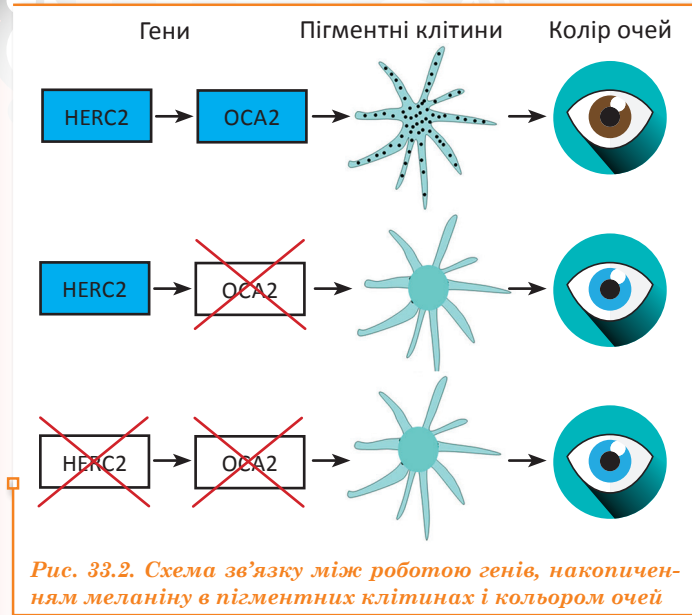 Гени Пігментні клітини Колір очей
HERC2 OCA2
HERC2 OCA2
HERC2 OCA2
Рис. 33.2. Схема зв’язку між роботою генів, накопичен-
ням меланіну в пігментних клітинах і кольором очей